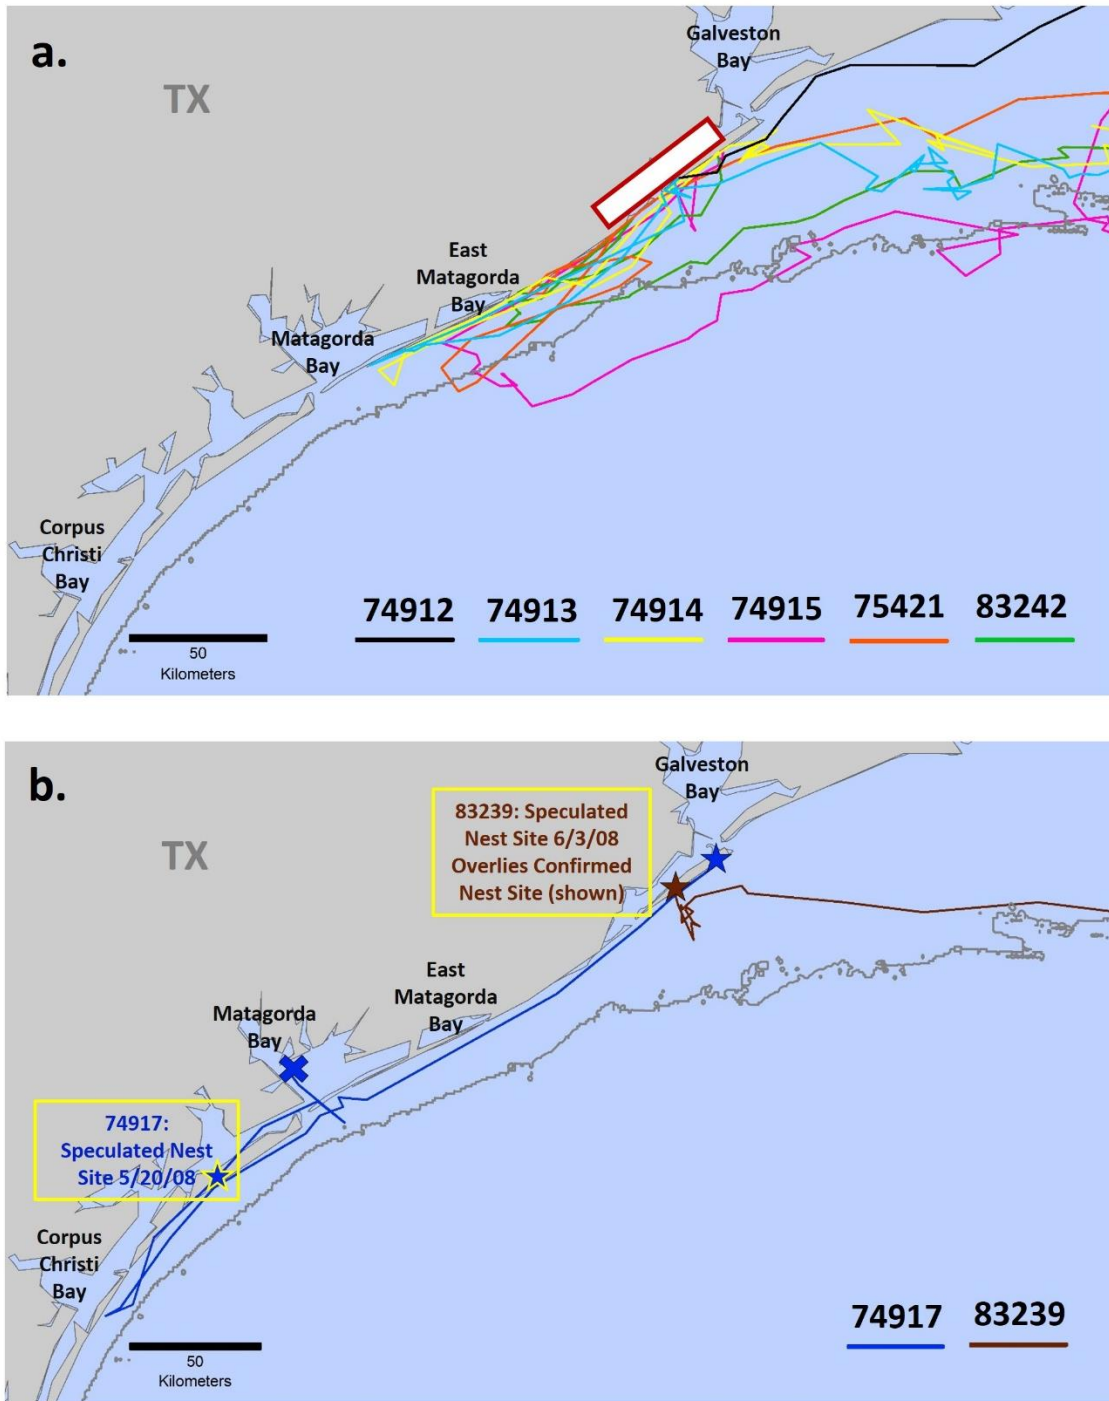 a.
TX
Galveston
Bay
East
Matagorda
Bay
Matagorda
Bay
Corpus
Christi
Bay
50
Kilometers
74912 74913 74914 74915 75421 83242
b.
TX
Galveston
Bay
83239: Speculated
Nest Site 6/3/08
Overlies Confirmed
Nest Site (shown)
East
Matagorda
Bay
Matagorda
Bay
74917:
Speculated Nest
Site 5/20/08
Corpus
Christi
Bay
50
Kilometers
74917 83239